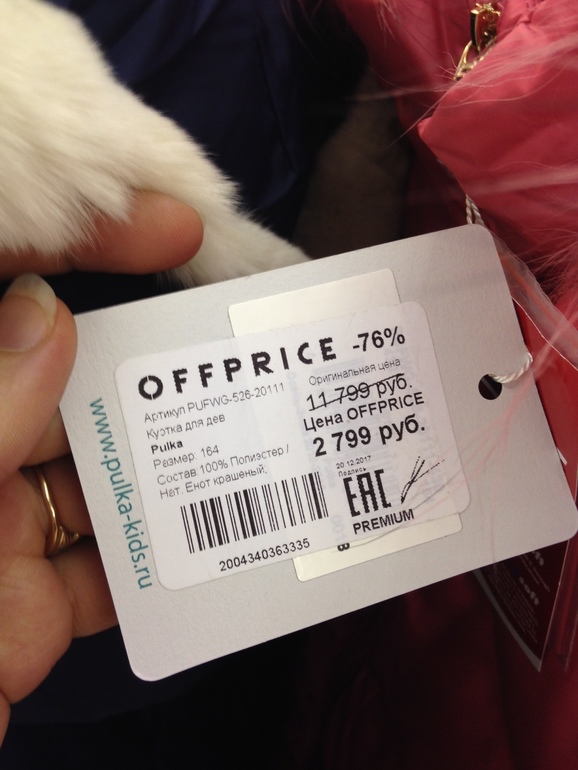 OFFPRICE -76%
Артикул PUFWG-526-20111
Куртка для дев
Pulka
Размер: 164
Состав:100% Полиэстер /
Нат. Енот крашеный.
Оригинальная цена
11 799 руб.
Цена OFFPRICE
2 799 руб.
20.12.2017
Подпись
EAC
PREMIUM
2004340363335
www.pulka-kids.ru